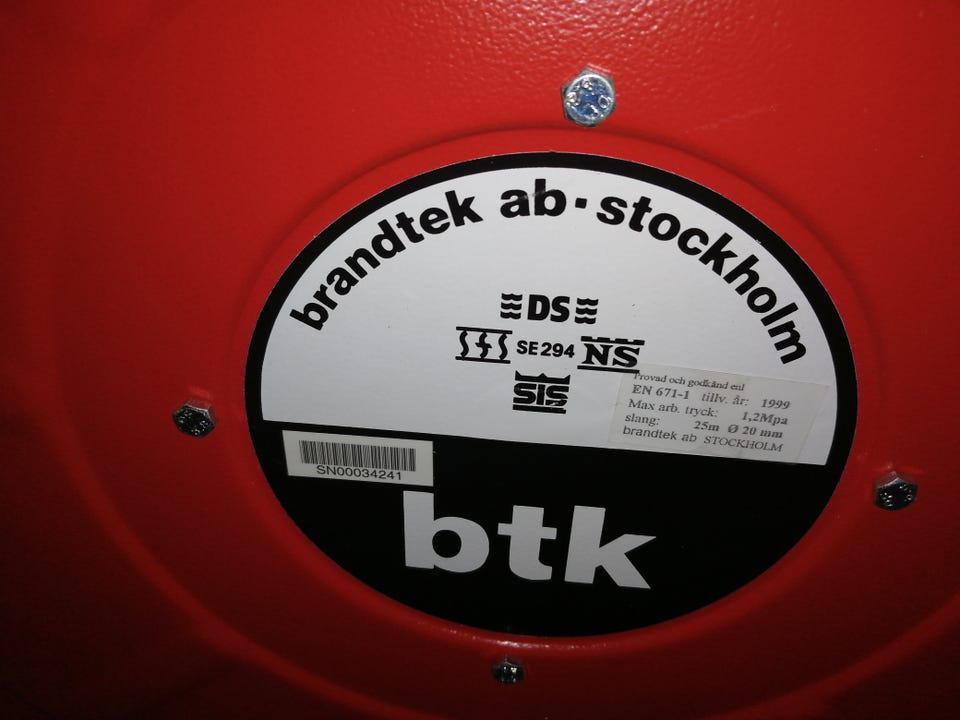 brandtek ab · stockholm
DS
SFS SE 294 NS
SIS
Provad och godkänd enl
EN 671-1 tillv. år: 1999
Max arb. tryck: 1,2Mpa
slang: 25m Ø 20 mm
brandtek ab STOCKHOLM
SN00034241
btk